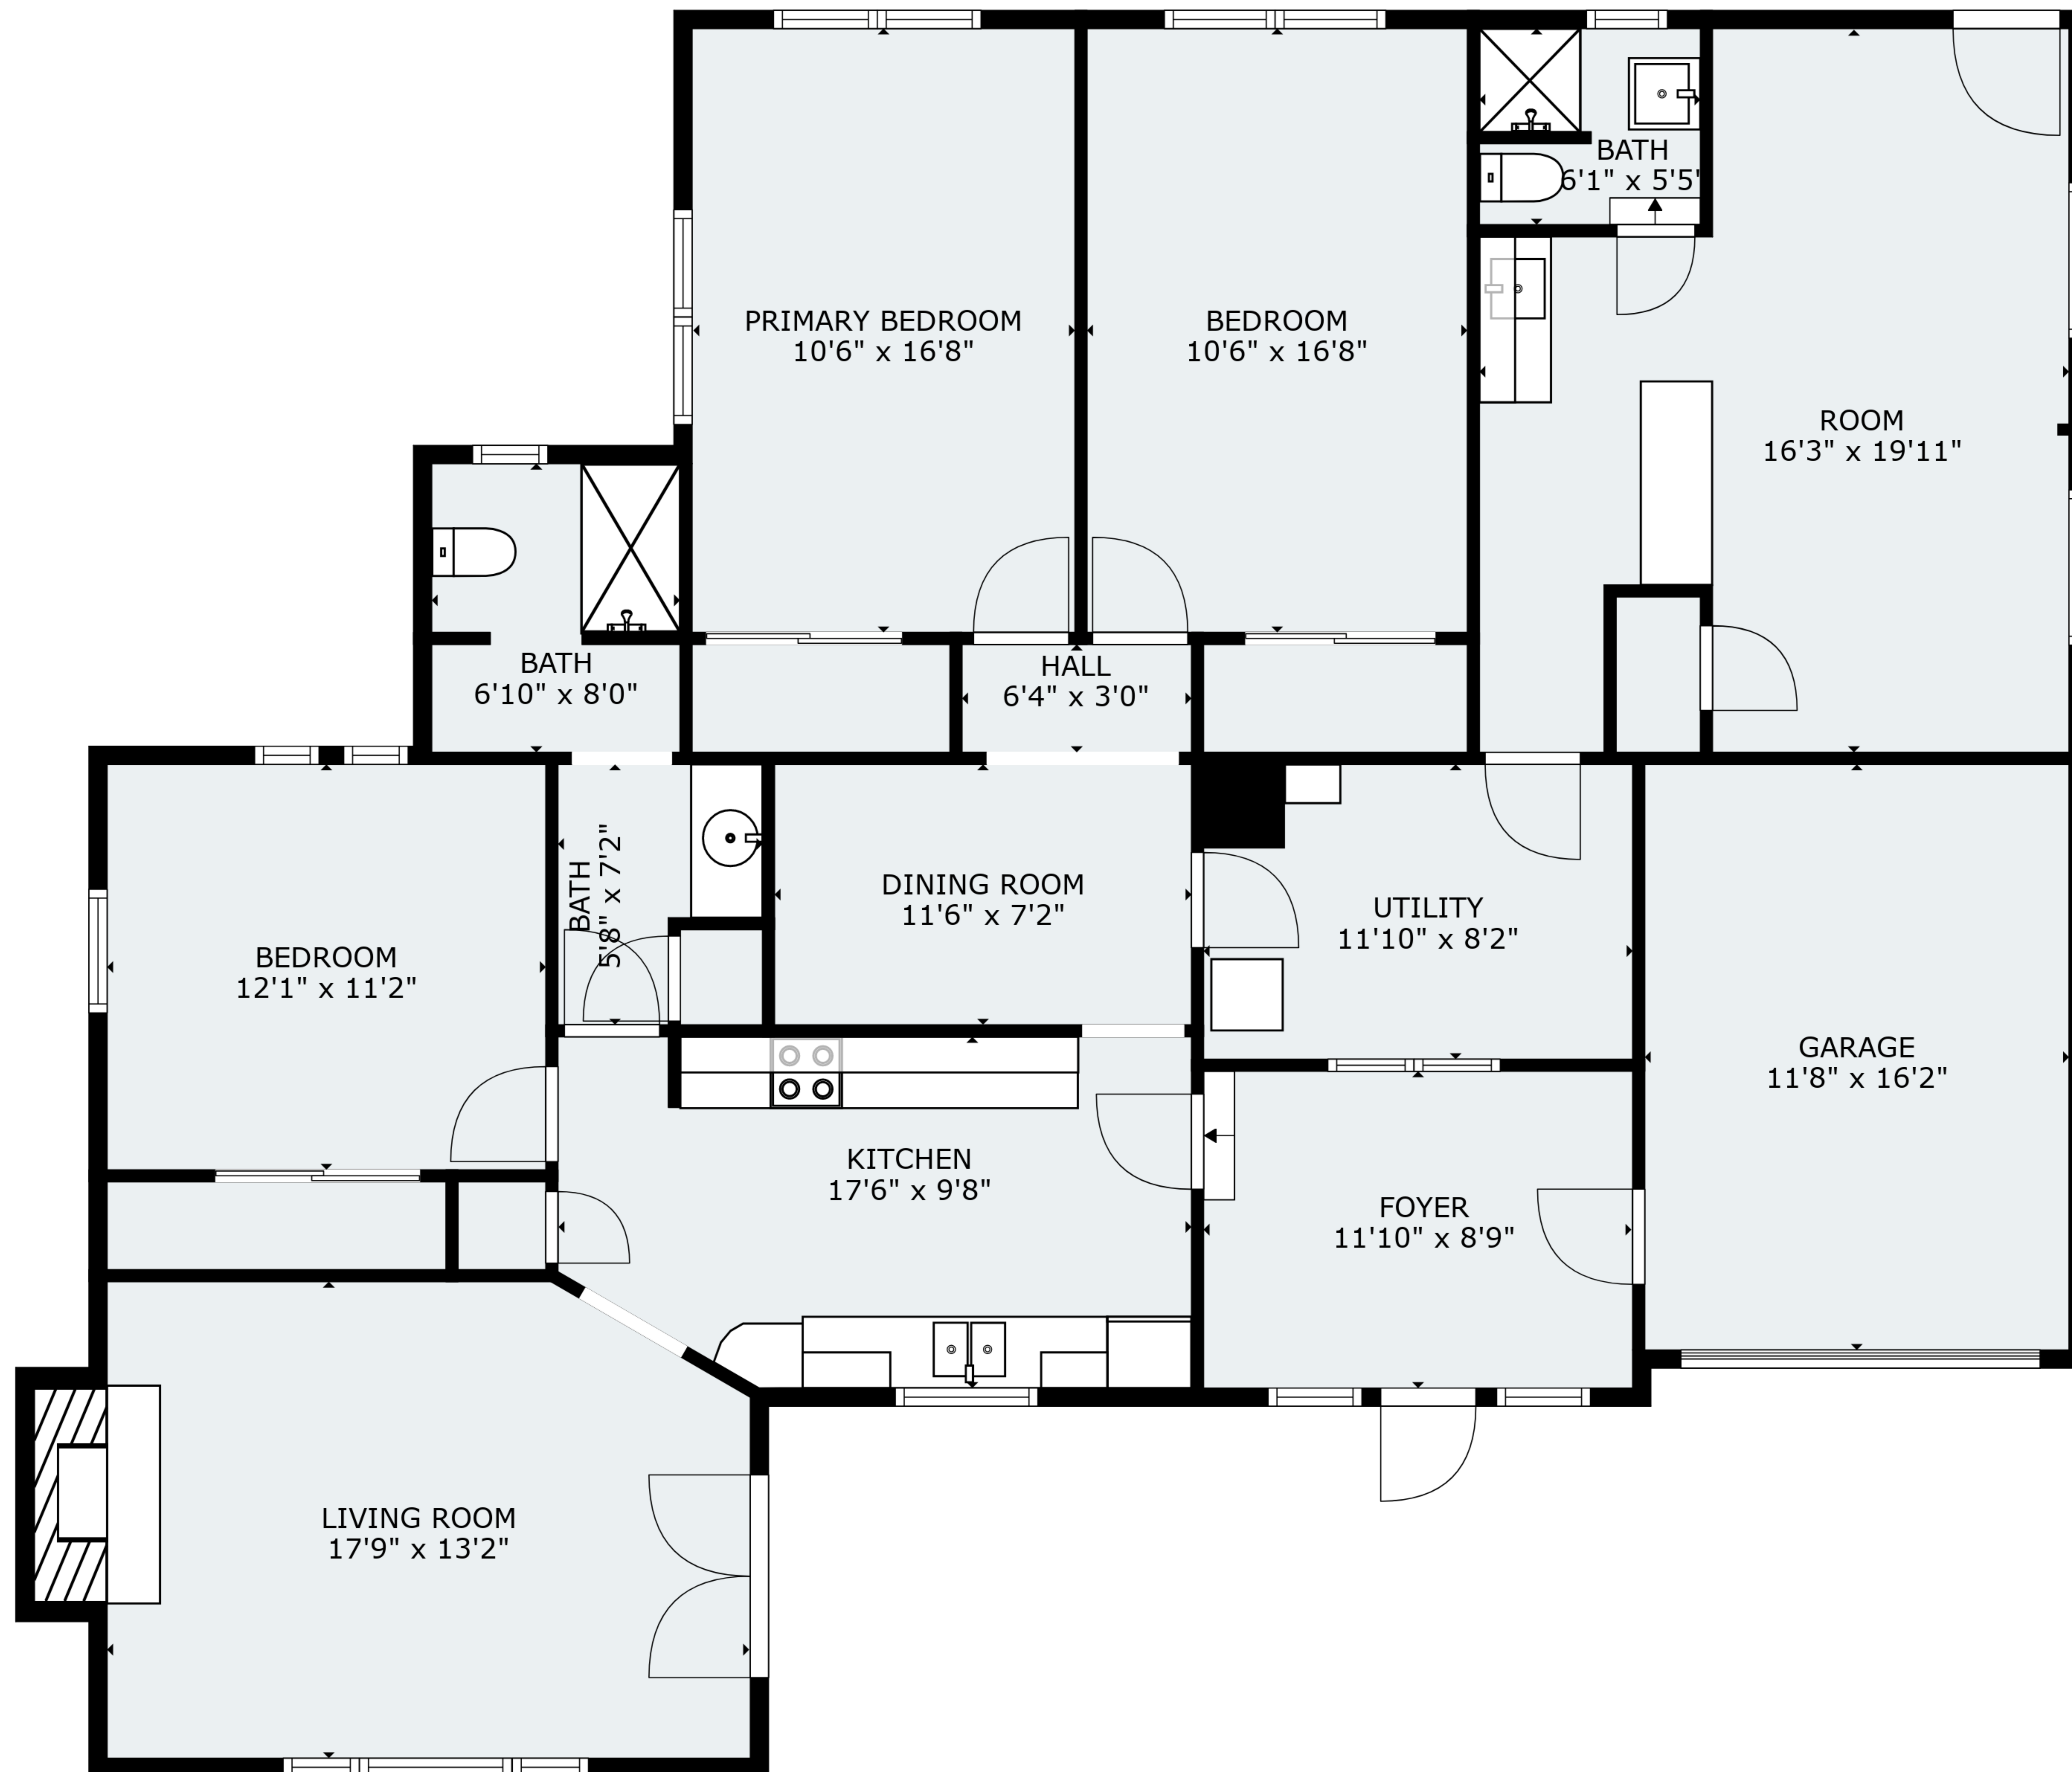 BATH
6'1" x 5'5"
PRIMARY BEDROOM
10'6" x 16'8"
BEDROOM
10'6" x 16'8"
ROOM
16'3" x 19'11"
BATH
6'10" x 8'0"
HALL
6'4" x 3'0"
BATH
5'8" x 7'2"
DINING ROOM
11'6" x 7'2"
UTILITY
11'10" x 8'2"
BEDROOM
12'1" x 11'2"
GARAGE
11'8" x 16'2"
KITCHEN
17'6" x 9'8"
FOYER
11'10" x 8'9"
LIVING ROOM
17'9" x 13'2"